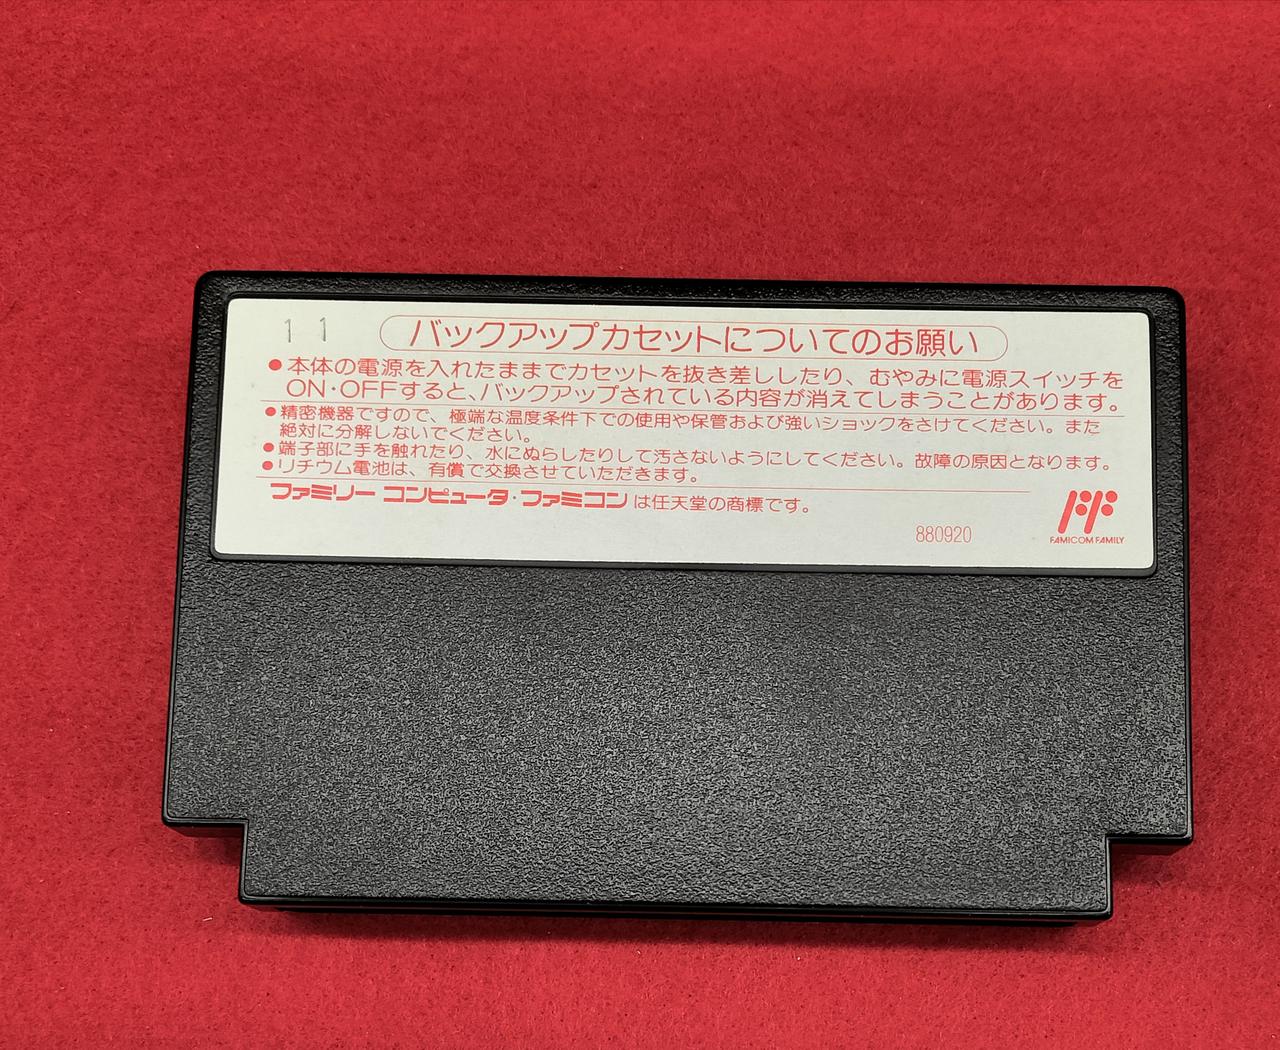 11
バックアップカセットについてのお願い
●本体の電源を入れたままでカセットを抜き差ししたり、むやみに電源スイッチを
ON・OFFすると、バックアップされている内容が消えてしまうことがあります。
●精密機器ですので、極端な温度条件下での使用や保管および強いショックをさけてください。また
絶対に分解しないでください。
●端子部に手を触れたり、水にぬらしたりして汚さないようにしてください。故障の原因となります。
●リチウム電池は、有償で交換させていただきます。
ファミリー コンピュータ・ファミコンは任天堂の商標です。
880920
FAMICOM FAMILY